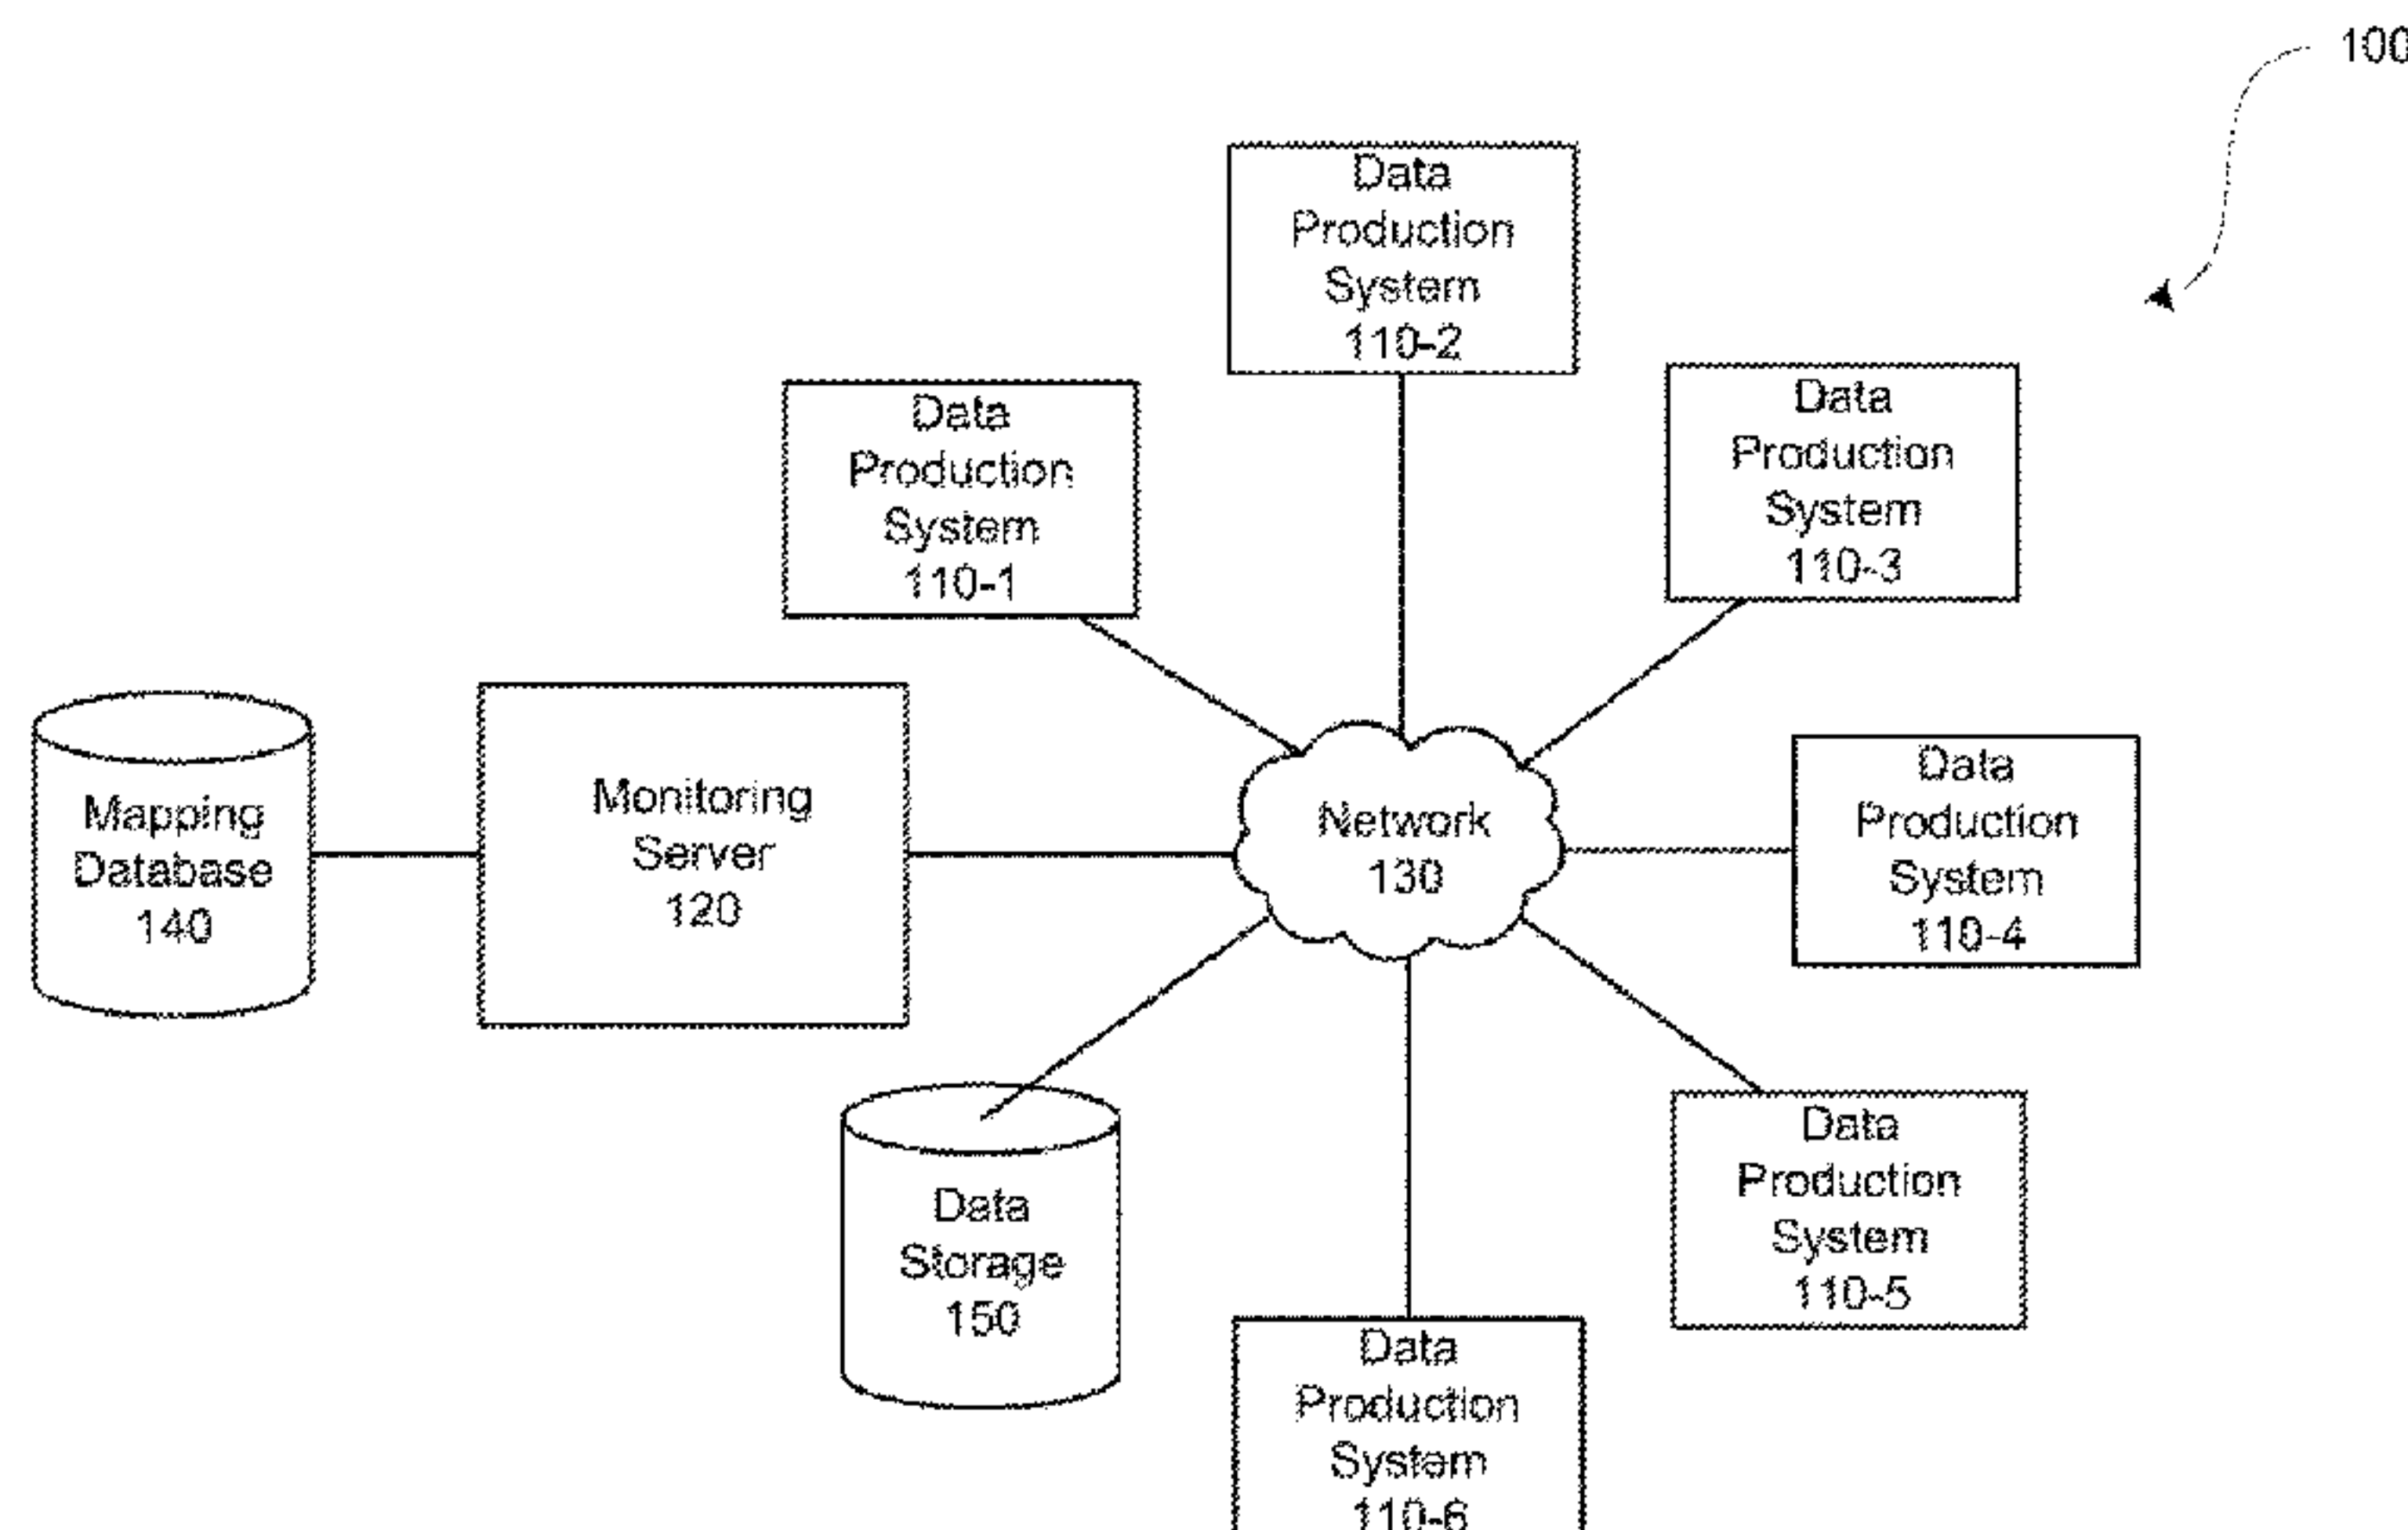 100
Data
Production
System
110-2
Data
Production
System
110-3
Data
Production
System
110-1
Mapping
Database
140
Monitoring
Server
120
Network
130
Data
Production
System
110-4
Data
Storage
150
Data
Production
System
110-5
Data
Production
System
110-6